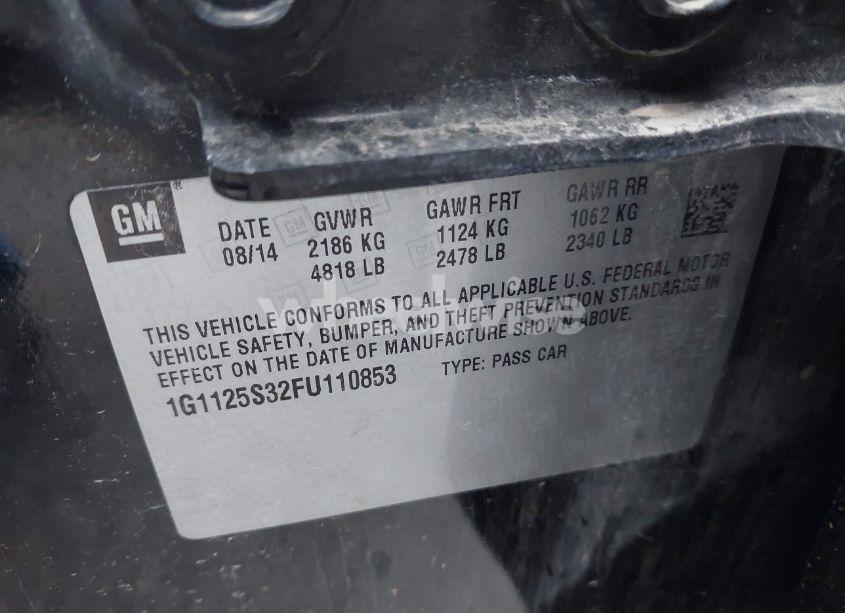 GM
DATE GVWR GAWR FRT GAWR RR
08/14 2186 KG 1124 KG 1062 KG
4818 LB 2478 LB 2340 LB
THIS VEHICLE CONFORMS TO ALL APPLICABLE U.S. FEDERAL MOTOR
VEHICLE SAFETY, BUMPER, AND THEFT PREVENTION STANDARDS IN
EFFECT ON THE DATE OF MANUFACTURE SHOWN ABOVE.
1G1125S32FU110853 TYPE: PASS CAR